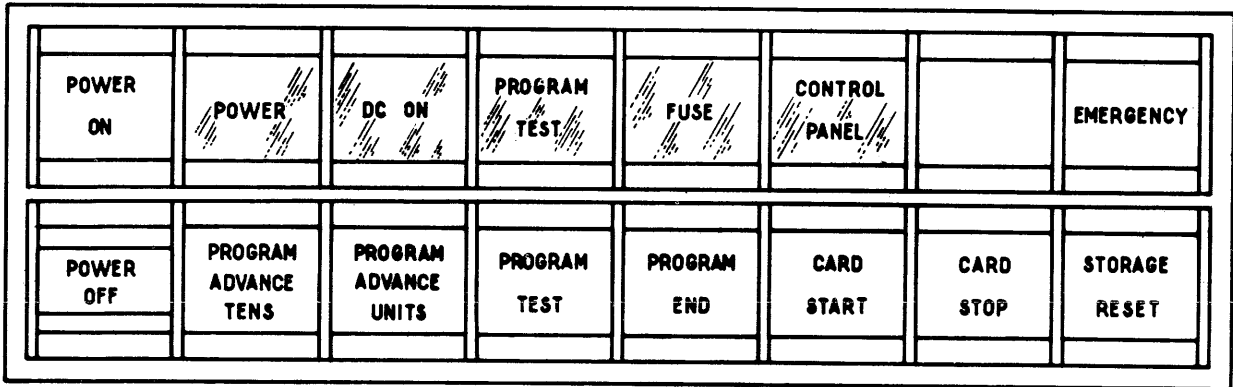 POWER
ON
POWER
DC ON
PROGRAM
TEST
FUSE
CONTROL
PANEL
EMERGENCY
POWER
OFF
PROGRAM
ADVANCE
TENS
PROGRAM
ADVANCE
UNITS
PROGRAM
TEST
PROGRAM
END
CARD
START
CARD
STOP
STORAGE
RESET